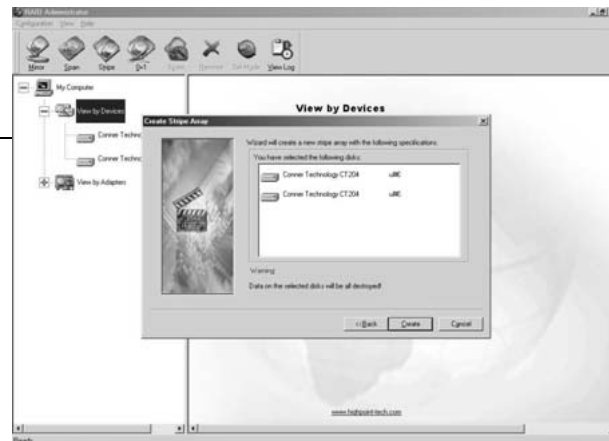 RAID Administrator
Configuration View Help
Mirror Span Stripe 0+1 Remove View Log
My Computer
View by Devices
Conner Techno
Conner Techno
View by Adapters
View by Devices
Create Stripe Array
Wizard will create a new stripe array with the following specifications.
You have selected the following disks:
Conner Technology CT204
Conner Technology CT204
Warning:
Data on the selected disks will be all destroyed!
<<Back Create Cancel
www.highpoint-tech.com
Ready